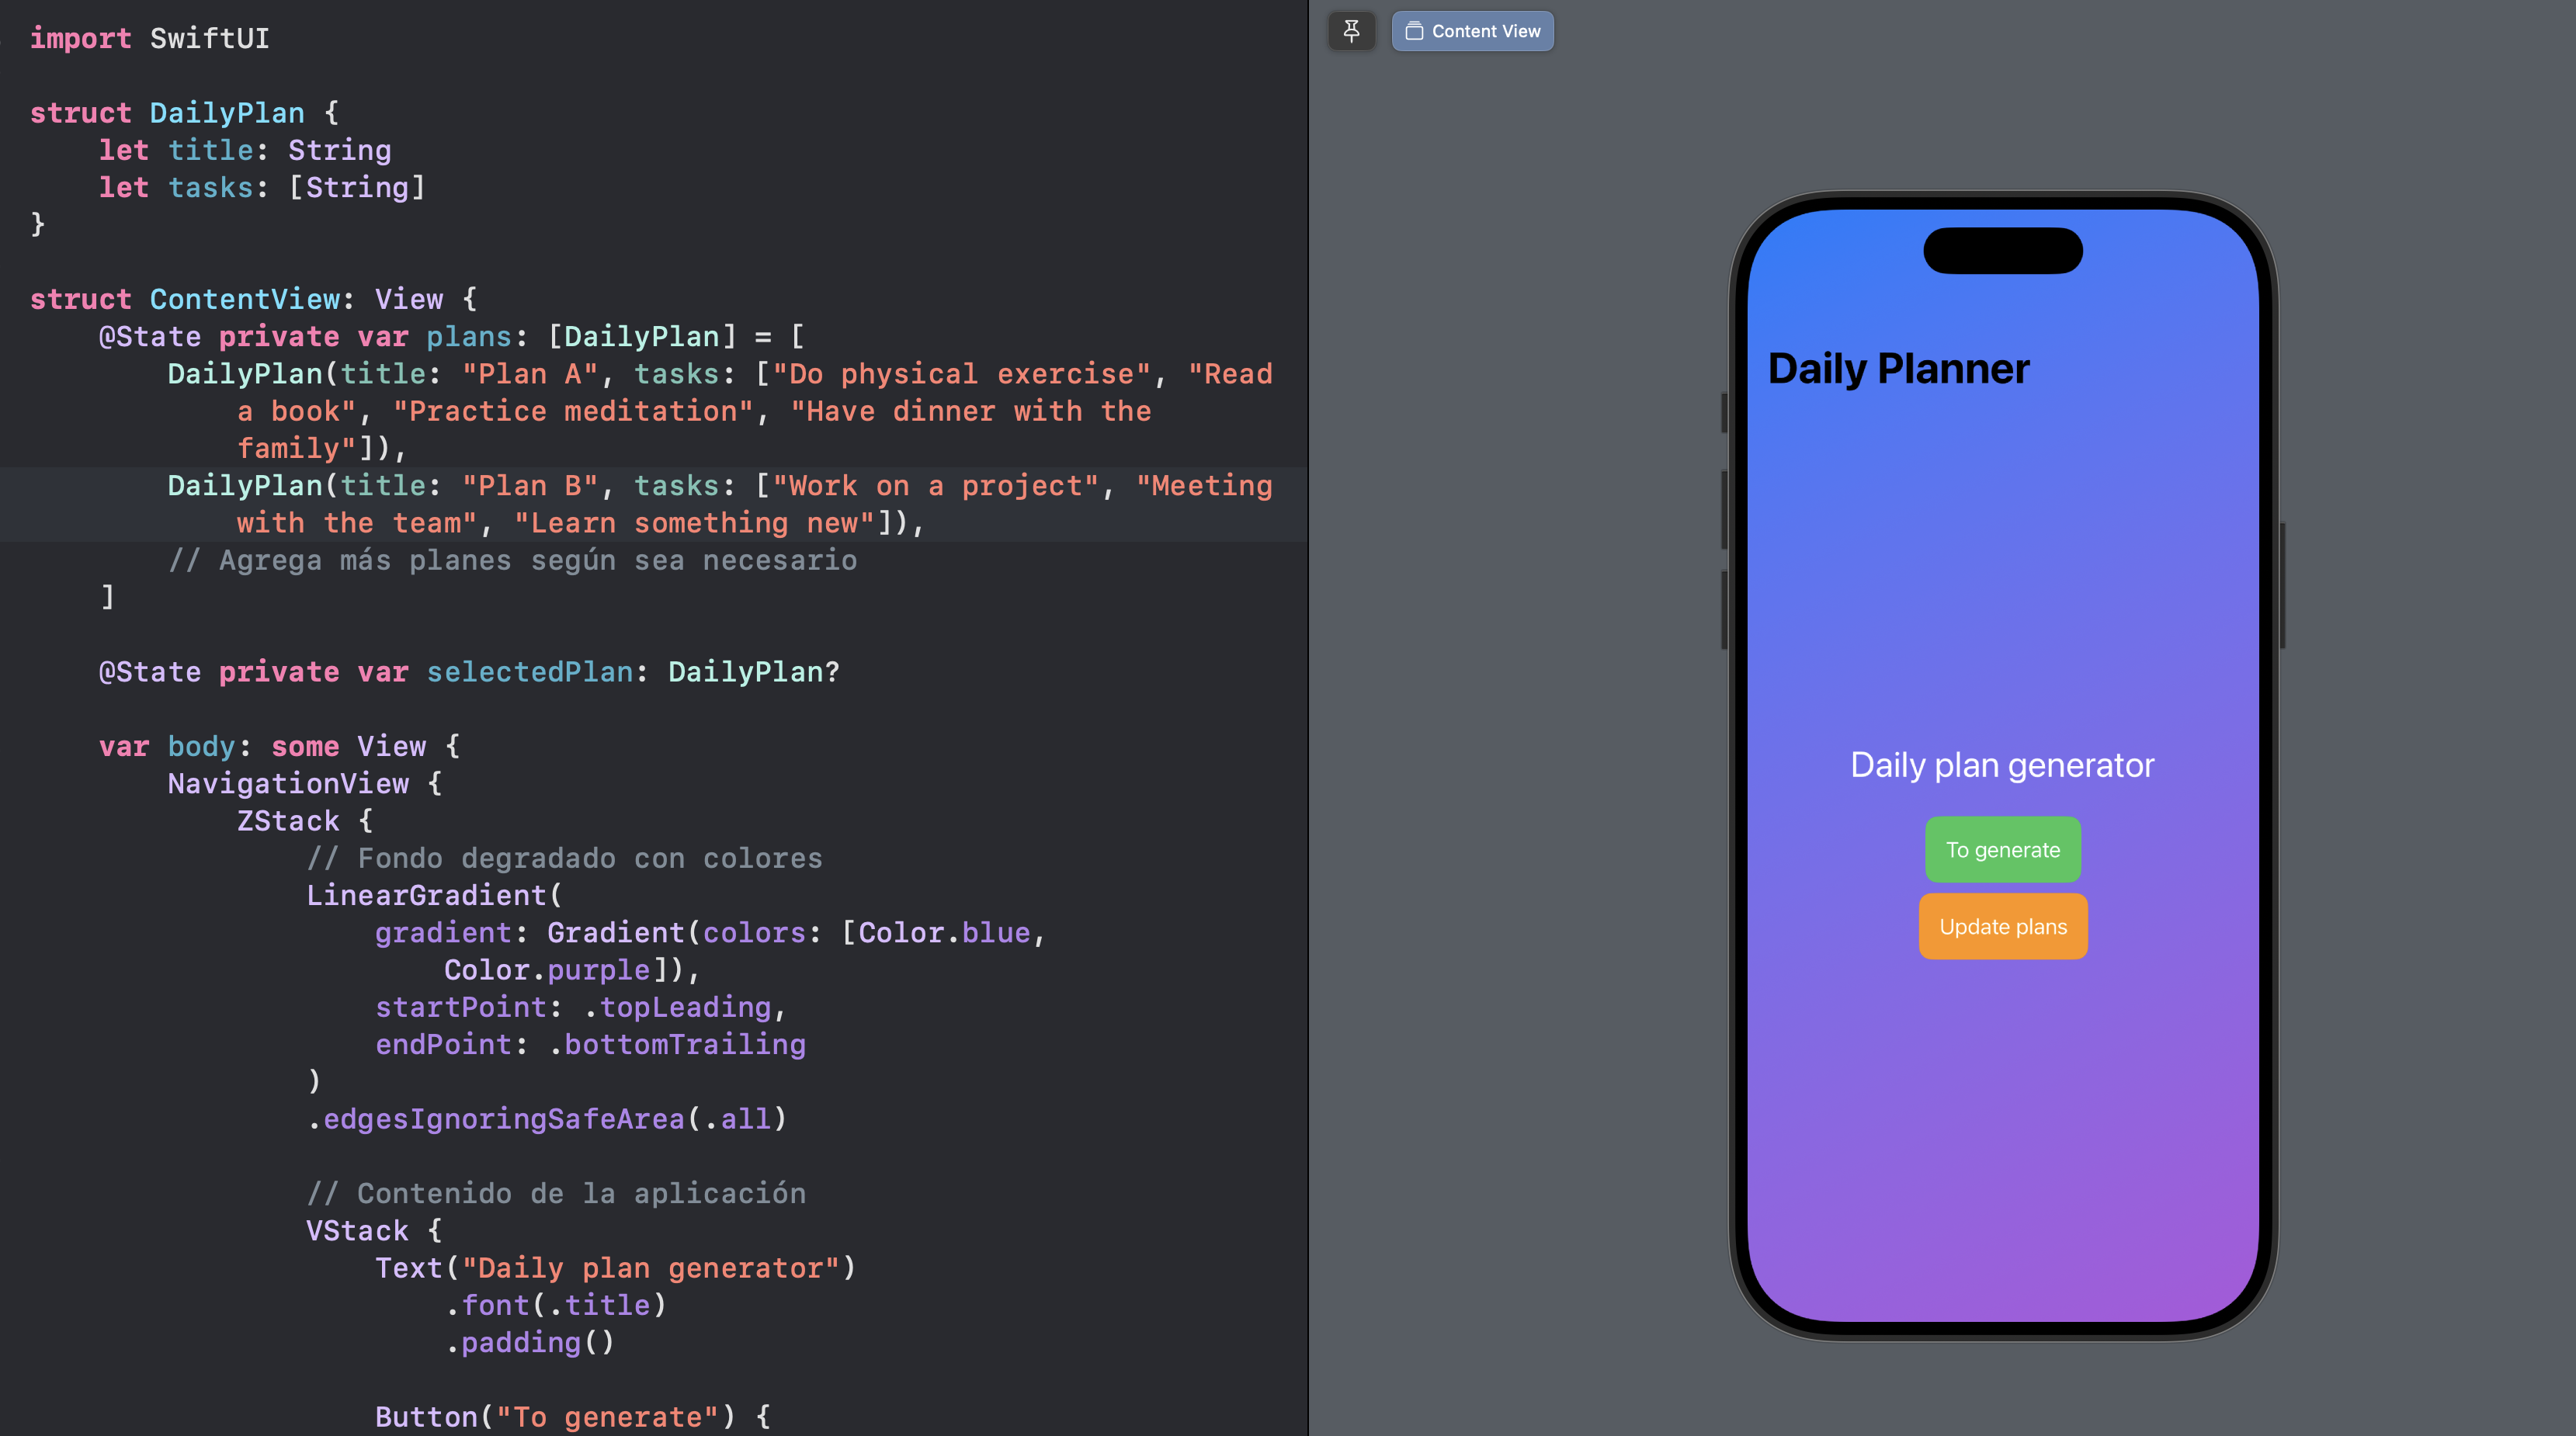 import SwiftUI
struct DailyPlan {
let title: String
let tasks: [String]
}
struct ContentView: View {
@State private var plans: [DailyPlan] = [
DailyPlan(title: "Plan A", tasks: ["Do physical exercise", "Read
a book", "Practice meditation", "Have dinner with the
family"]),
DailyPlan(title: "Plan B", tasks: ["Work on a project", "Meeting
with the team", "Learn something new"]),
// Agrega más planes según sea necesario
]
@State private var selectedPlan: DailyPlan?
var body: some View {
NavigationView {
ZStack {
// Fondo degradado con colores
LinearGradient(
gradient: Gradient(colors: [Color.blue,
Color.purple]),
startPoint: .topLeading,
endPoint: .bottomTrailing
)
.edgesIgnoringSafeArea(.all)
// Contenido de la aplicación
VStack {
Text("Daily plan generator")
.font(.title)
.padding()
Button("To generate") {
Content View
Daily Planner
Daily plan generator
To generate
Update plans